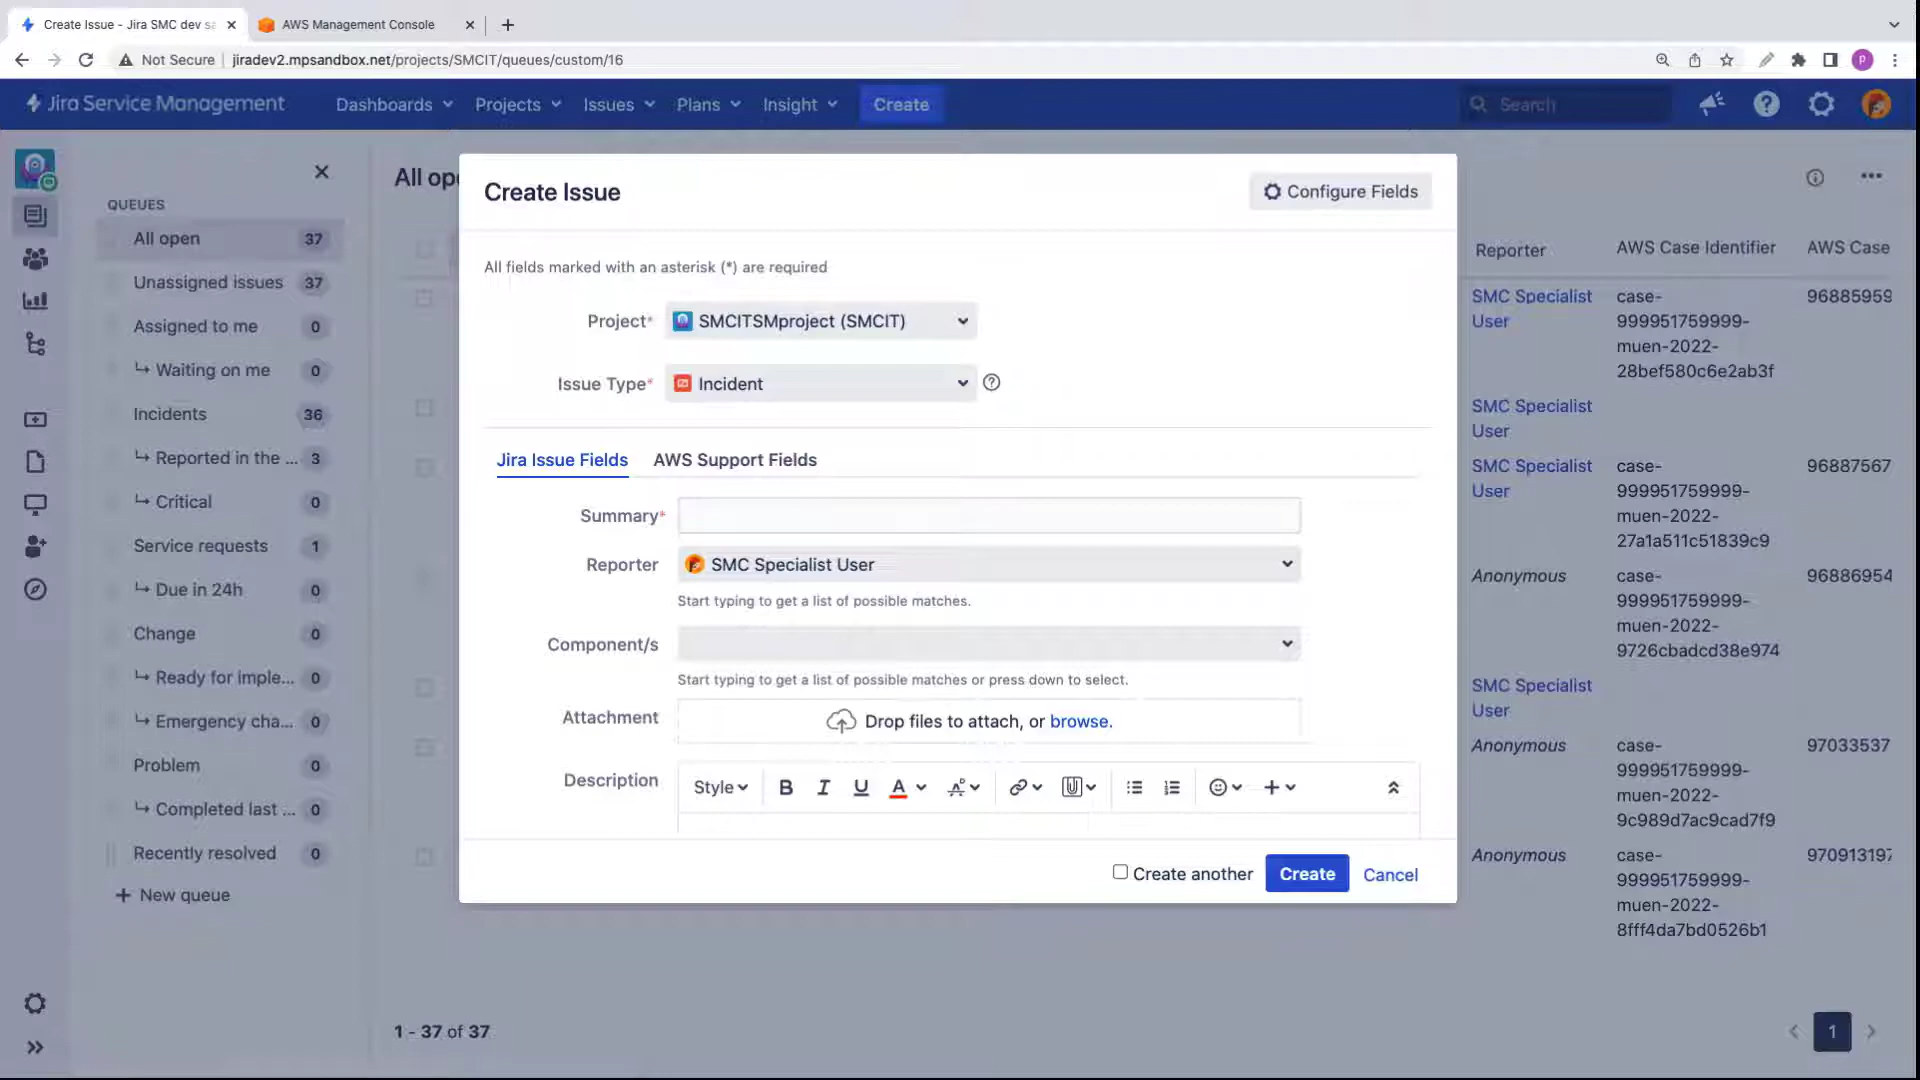 Create Issue - Jira SMC dev sa
AWS Management Console
Not Secure
jiradev2.mpsandbox.net/projects/SMCIT/queues/custom/16
P
Jira Service Management
Dashboards
Projects
Issues
Plans
Insight
Create
Search
QUEUES
All open 37
Unassigned issues 37
Assigned to me 0
Waiting on me 0
Incidents 36
Reported in the ... 3
Critical 0
Service requests 1
Due in 24h 0
Change 0
Ready for imple... 0
Emergency cha... 0
Problem 0
Completed last ... 0
Recently resolved 0
+ New queue
All op
Create Issue
Configure Fields
All fields marked with an asterisk (*) are required
Project* SMCITSMproject (SMCIT)
Issue Type* Incident
Jira Issue Fields
AWS Support Fields
Summary*
Reporter SMC Specialist User
Start typing to get a list of possible matches.
Component/s
Start typing to get a list of possible matches or press down to select.
Attachment Drop files to attach, or browse.
Description
Style B I U A
Create another
Create
Cancel
Reporter AWS Case Identifier AWS Case
SMC Specialist User
case-
999951759999-
muen-2022-
28bef580c6e2ab3f
96885959
SMC Specialist User
SMC Specialist User
case-
999951759999-
muen-2022-
27a1a511c51839c9
96887567
Anonymous
case-
999951759999-
muen-2022-
9726cbadcd38e974
96886954
SMC Specialist User
Anonymous
case-
999951759999-
muen-2022-
9c989d7ac9cad7f9
97033537
Anonymous
case-
999951759999-
muen-2022-
8fff4da7bd0526b1
97091319
1 - 37 of 37
1